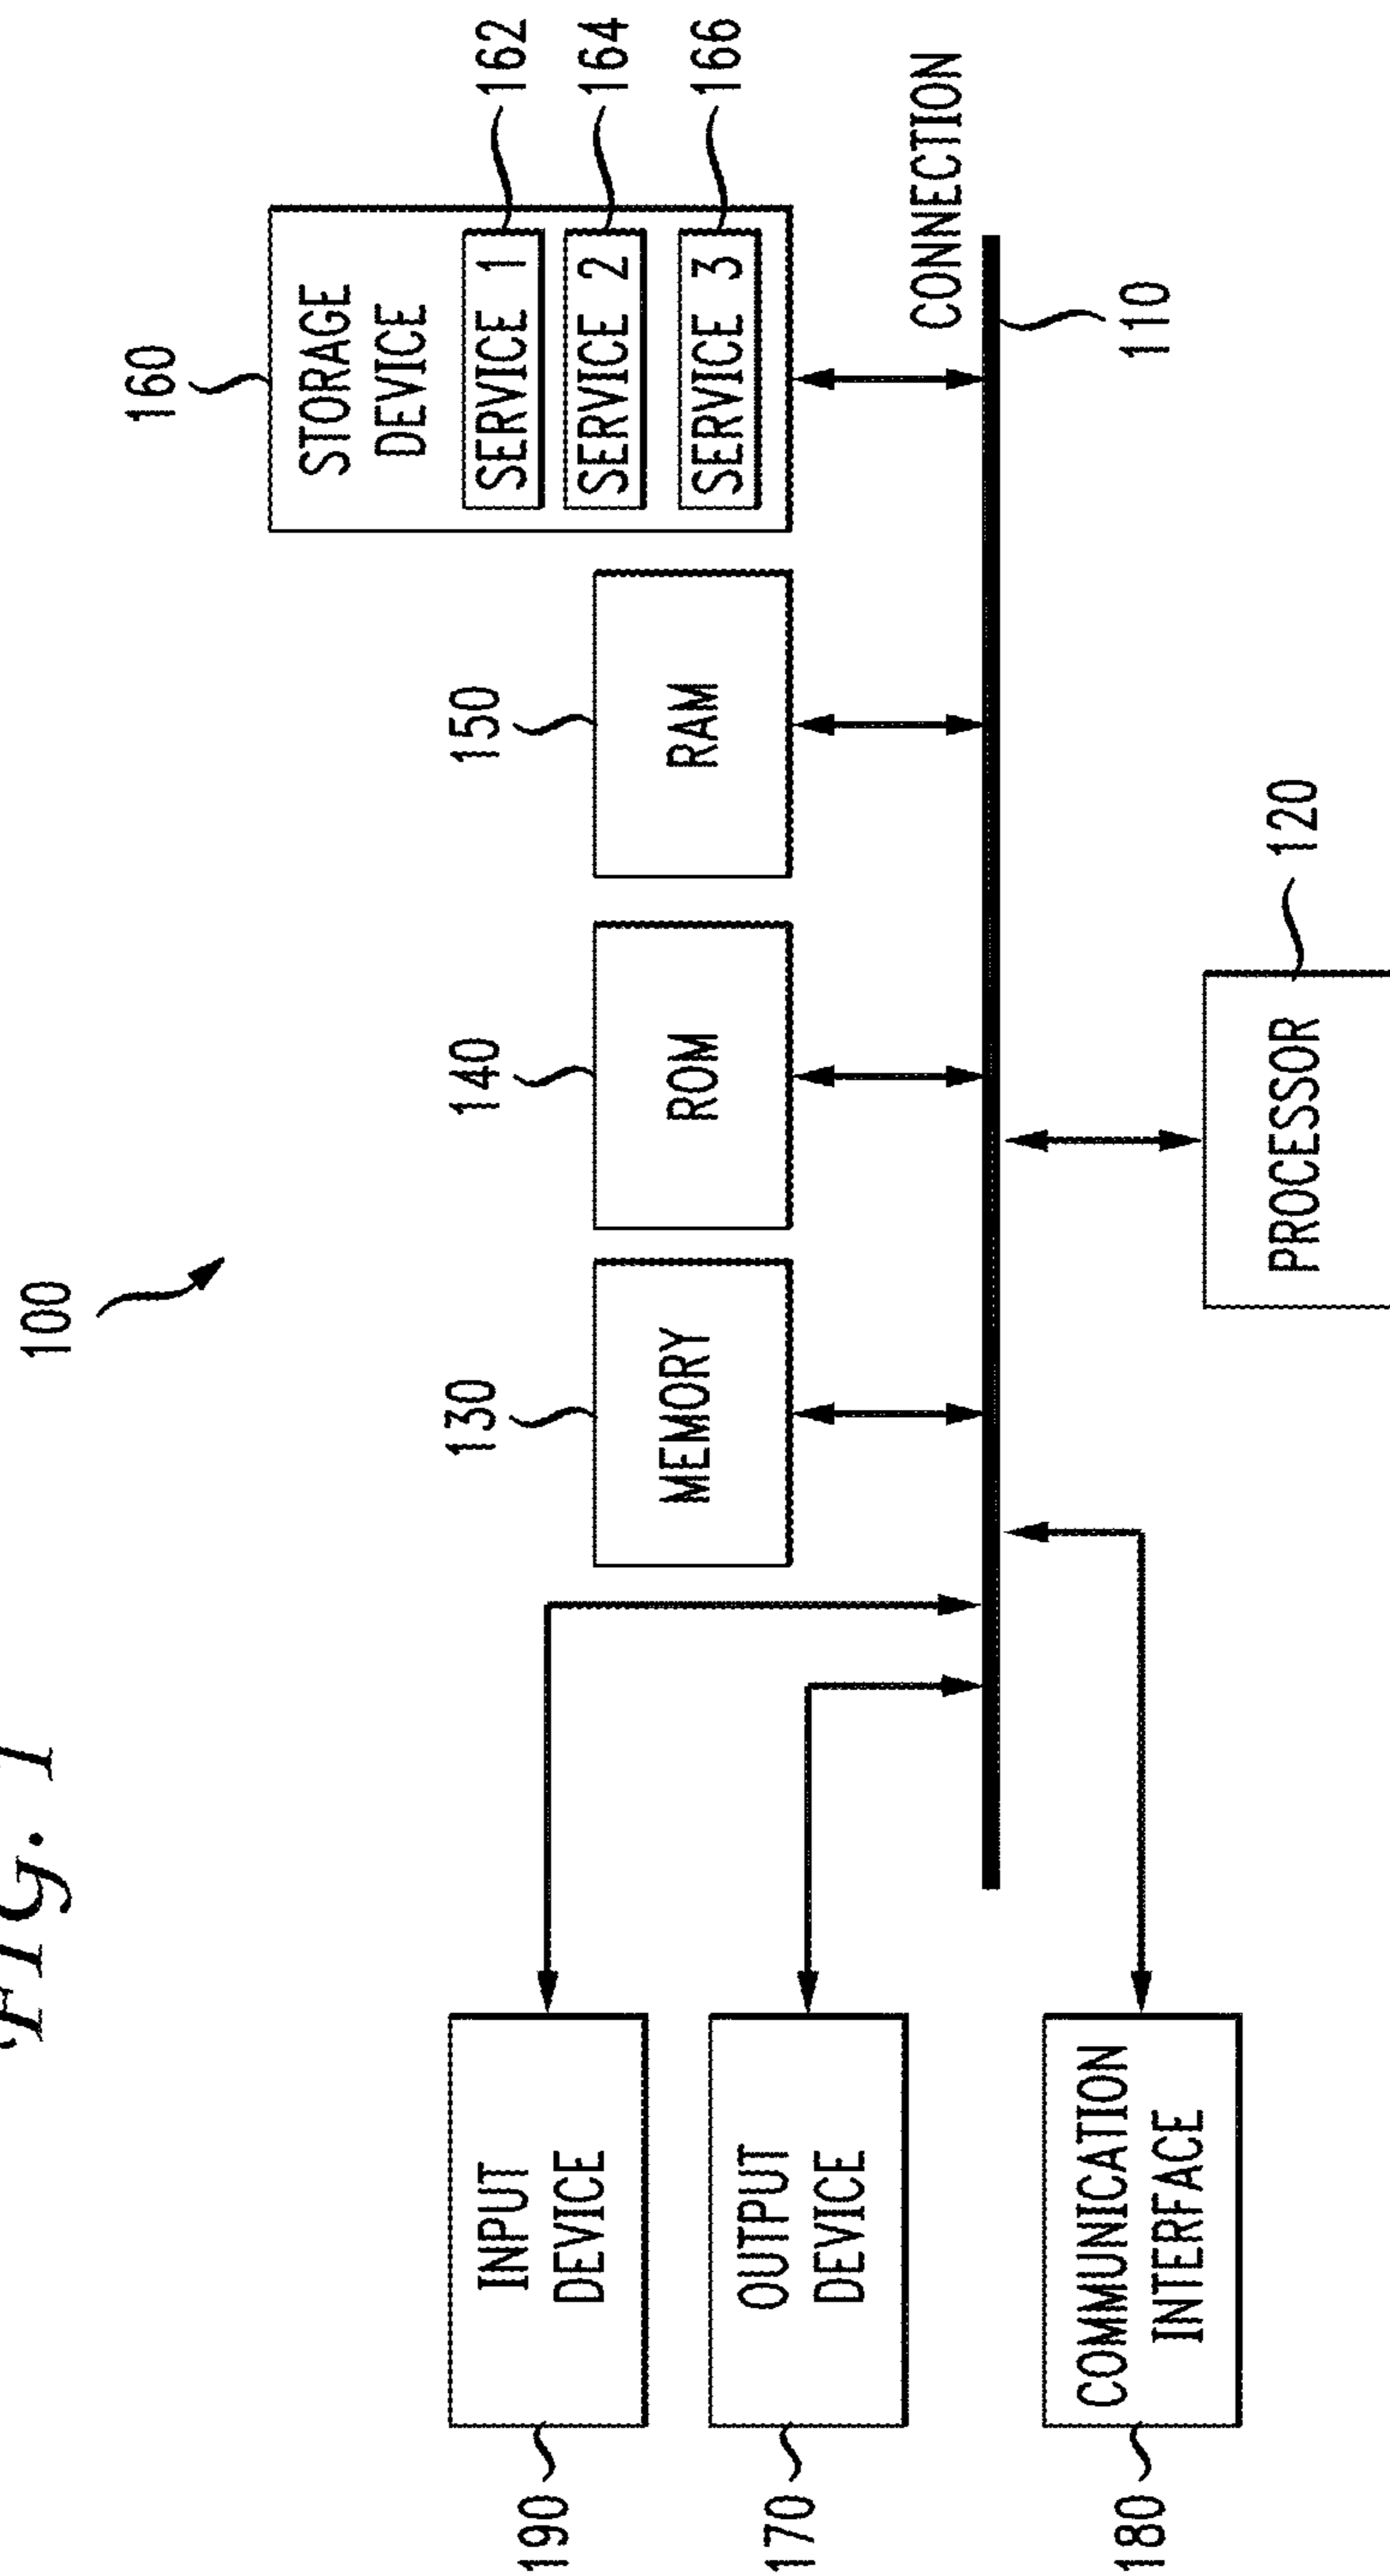 FIG. 1
100
160
STORAGE
DEVICE
SERVICE 1
162
SERVICE 2
164
SERVICE 3
166
130
MEMORY
140
ROM
150
RAM
190
INPUT
DEVICE
170
OUTPUT
DEVICE
CONNECTION
110
180
COMMUNICATION
INTERFACE
PROCESSOR
120